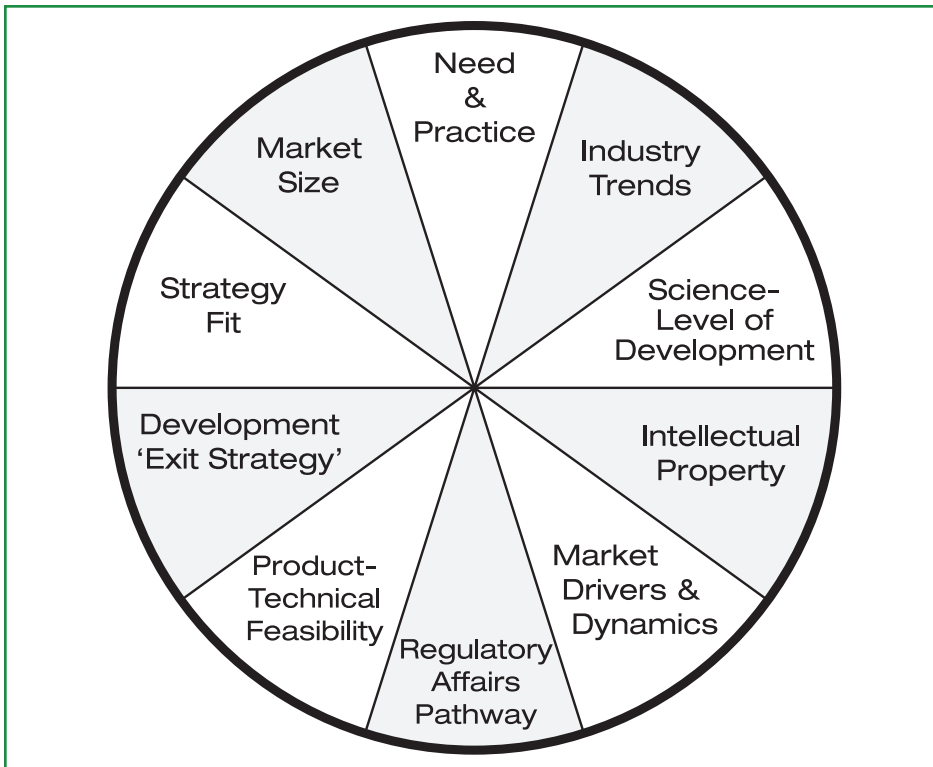 Need
&
Practice
Industry
Trends
Science-
Level of
Development
Intellectual
Property
Market
Drivers &
Dynamics
Regulatory
Affairs
Pathway
Product-
Technical
Feasibility
Development
‘Exit Strategy’
Strategy
Fit
Market
Size